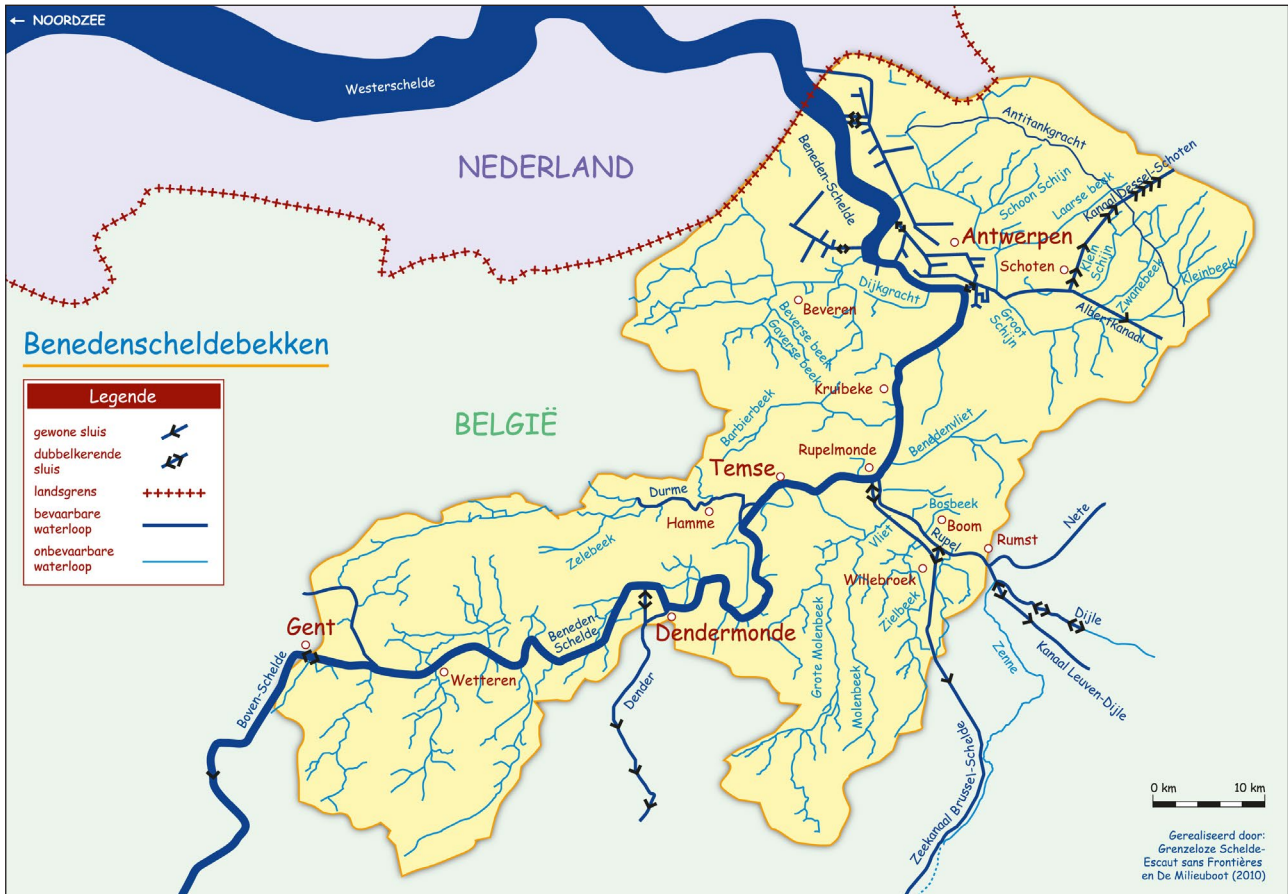 ← NOORDZEE
Westerschelde
NEDERLAND
Antitankgracht
Kanaal Dessel-Schoten
Beneden-Schelde
Schoon Schijn
Laarse beek
Antwerpen
Schoten
Klein
Schijn
Zwanebeek
Kleinbeek
Dijkgracht
Beveren
Groot
Schijn
Albertkanaal
Beverse beek
Gaverse beek
Benedenscheldebekken
Legende
gewone sluis
dubbelkerende
sluis
landsgrens
bevaarbare
waterloop
onbevaarbare
waterloop
BELGIË
Kruibeke
Barbierbeek
Benedenvliet
Rupelmonde
Temse
Durme
Hamme
Bosbeek
Boom
Vliet
Rupel
Nete
Rumst
Zelebeek
Willebroek
Zielbeek
Dijle
Gent
Beneden-
Schelde
Dendermonde
Kanaal Leuven-Dijle
Zenne
Boven-Schelde
Wetteren
Dender
Grote Molenbeek
Molenbeek
Zeekanaal Brussel-Schelde
0 km 10 km
Gerealiseerd door:
Grenzeloze Schelde-
Escaut sans Frontières
en De Milieuboot (2010)